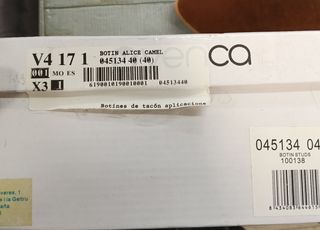 V4 17 1
BOTIN ALICE CAMEL
045134 40 (40)
001 MO ES
X3 1
6190010190010001
04513440
Botines de tacón
ca
045134 04
BOTIN STUDS
100138